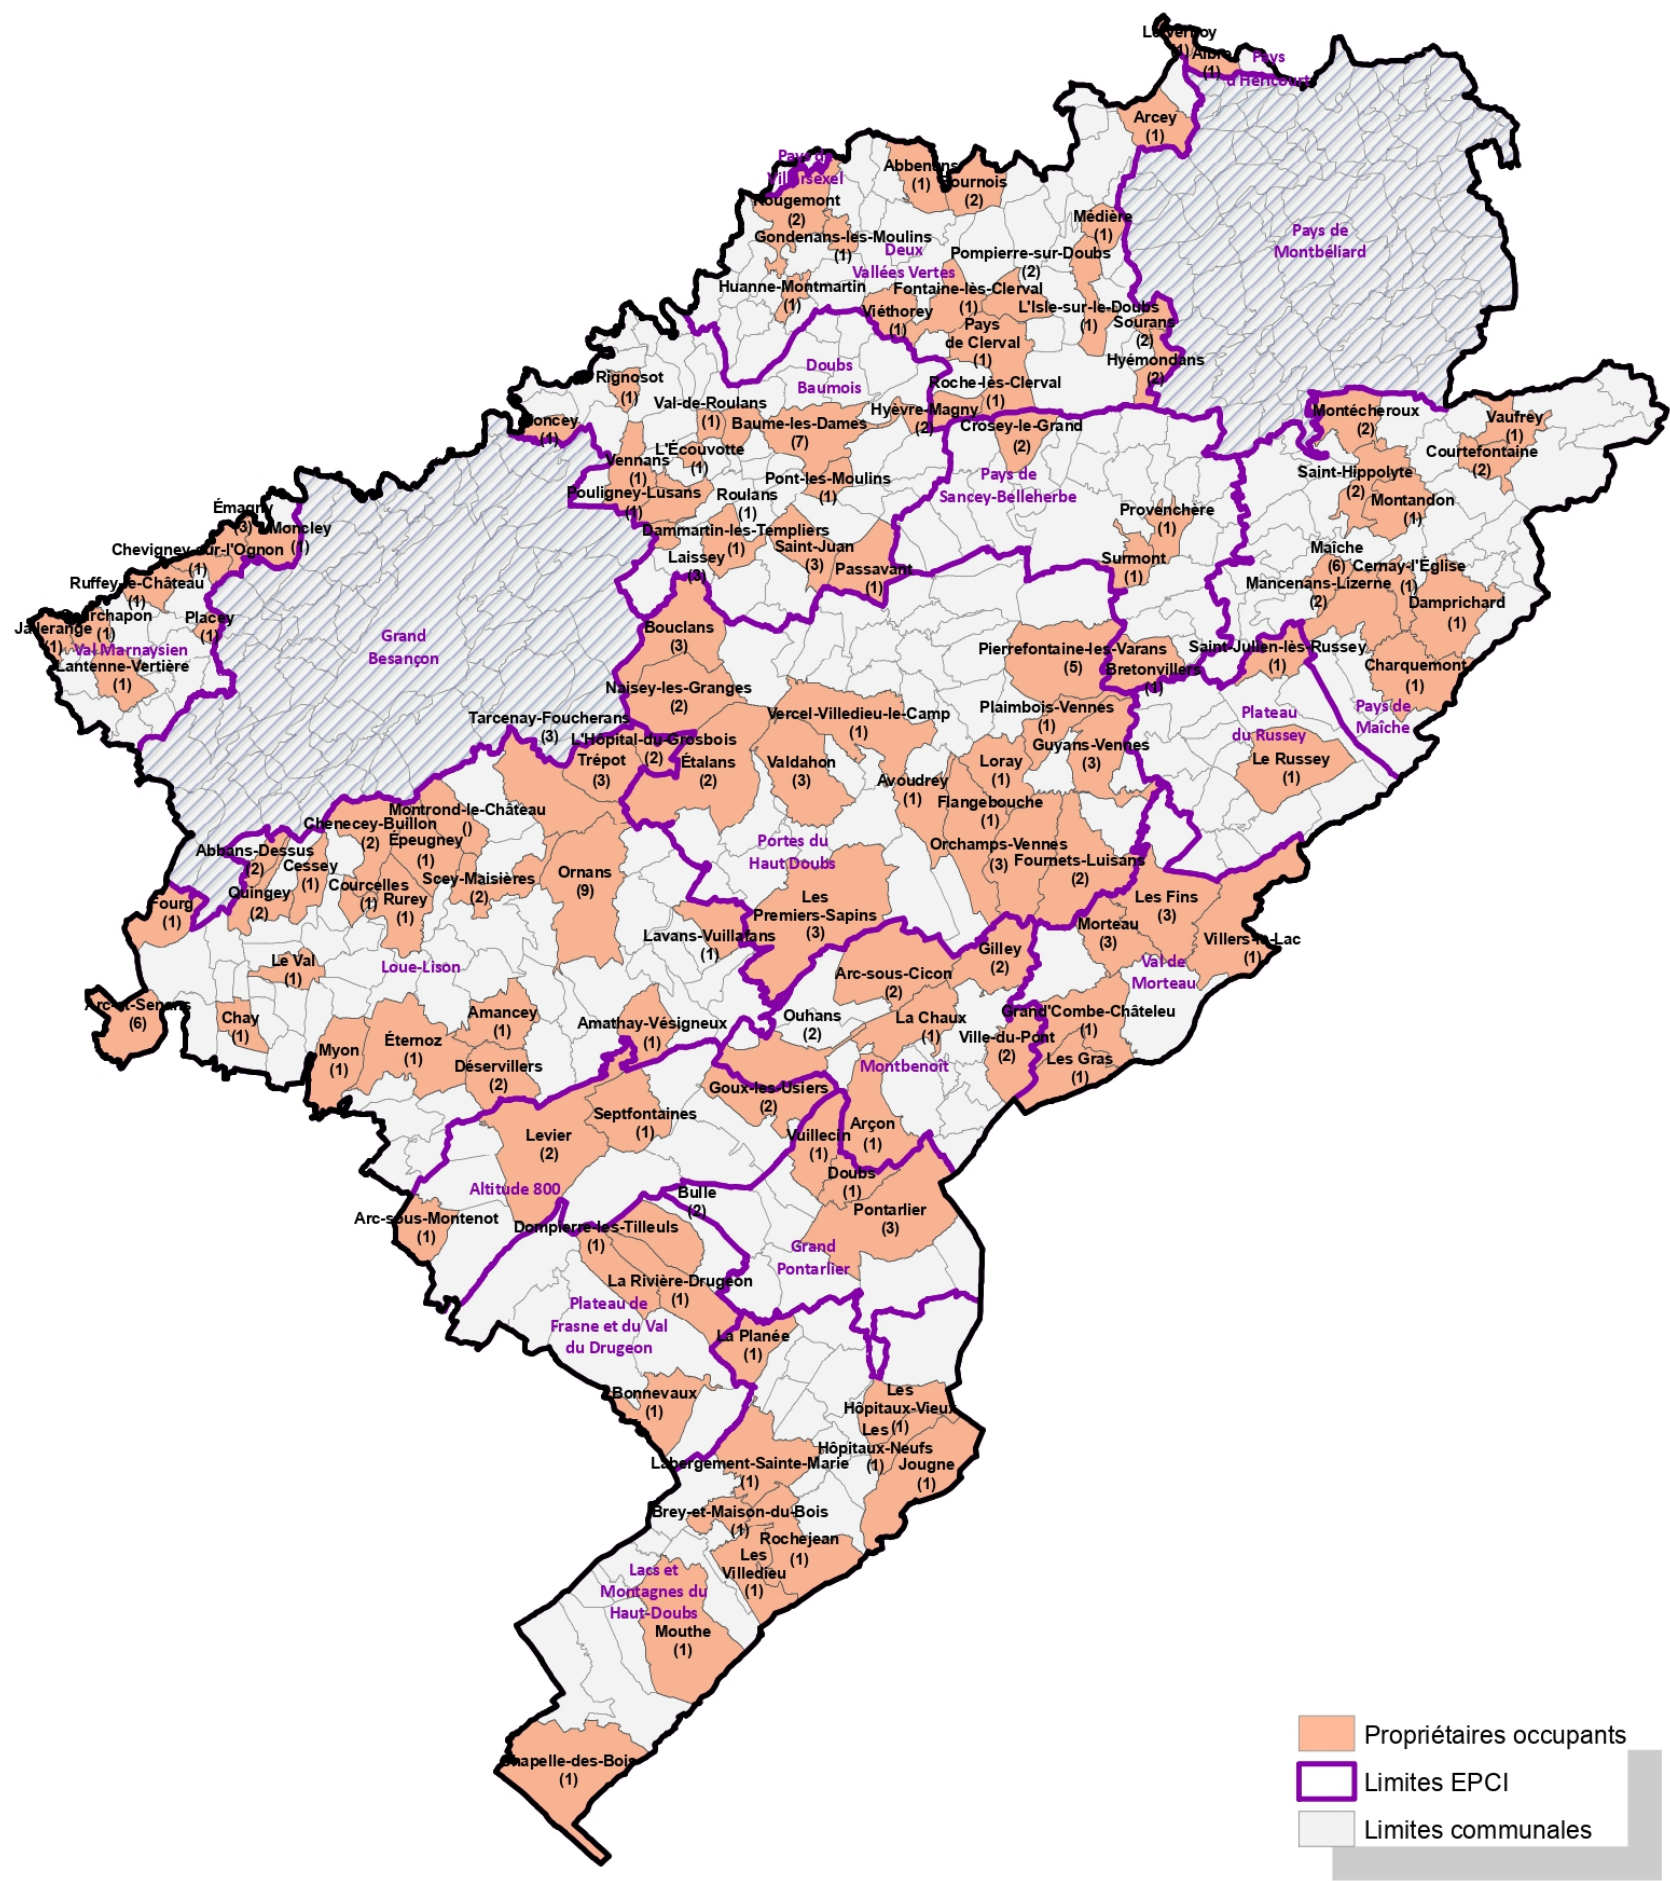 Le Vernoy
(1)
Aibre
(1)
Pays
d'Héricourt
Arcey
(1)
Pays de
Villersexel
Abbenans
(1)
Gournois
(2)
Rougemont
(2)
Médière
(1)
Gondenans-les-Moulins
(1)
Deux
Vallées Vertes
Pompierre-sur-Doubs
(2)
Pays de
Montbéliard
Huanne-Montmartin
(1)
Fontaine-lès-Clerval
(1)
Viéthorey
(1)
L'Isle-sur-le-Doubs
(1)
Sourans
(2)
Pays
de Clerval
(1)
Hyémondans
(2)
Doubs
Baumois
Rignosot
(1)
Roche-lès-Clerval
(1)
Val-de-Roulans
(1)
Hyèvre-Magny
(2)
Baume-les-Dames
(7)
Crosey-le-Grand
(2)
Moncey
(1)
Montécheroux
(2)
Vaufrey
(1)
Courtefontaine
(2)
L'Écouvotte
(1)
Vennans
(1)
Pont-les-Moulins
(1)
Pays de
Sancey-Belleherbe
Saint-Hippolyte
(2)
Montandon
(1)
Pouligney-Lusans
(1)
Roulans
(1)
Provenchère
(1)
Émagny
(3)
Moncley
(1)
Dammartin-les-Templiers
(1)
Saint-Juan
(3)
Laissey
(3)
Passavant
(1)
Surmont
(1)
Chevigney-sur-l'Ognon
(1)
Maîche
(6)
Cernay-l'Église
(1)
Mancenans-Lizerne
(2)
Damprichard
(1)
Ruffey-le-Château
(1)
Courchapon
(1)
Placey
(1)
Jallerange
(1)
Val Marnaysien
Lantenne-Vertière
(1)
Grand
Besançon
Bouclans
(3)
Pierrefontaine-les-Varans
(5)
Bretonvillers
(1)
Saint-Julien-lès-Russey
(1)
Charquemont
(1)
Naisey-les-Granges
(2)
Vercel-Villedieu-le-Camp
(1)
Plaimbois-Vennes
(1)
Plateau
du Russey
Pays de
Maîche
Tarcenay-Foucherans
(3)
L'Hôpital-du-Grosbois
(2)
Trépot
(3)
Étalans
(2)
Valdahon
(3)
Guyans-Vennes
(3)
Loray
(1)
Le Russey
(1)
Avoudrey
(1)
Flangebouche
(1)
Montrond-le-Château
()
Chenecey-Buillon
(2)
Épeugney
(1)
Portes du
Haut Doubs
Orchamps-Vennes
(3)
Fournets-Luisans
(2)
Abbans-Dessus
(2)
Cessey
(1)
Courcelles
(1)
Scey-Maisières
(2)
Ornans
(9)
Quingey
(2)
Rurey
(1)
Fourg
(1)
Les
Premiers-Sapins
(3)
Les Fins
(3)
Morteau
(3)
Villers-le-Lac
(1)
Lavans-Vuillafans
(1)
Gilley
(2)
Le Val
(1)
Loue-Lison
Arc-sous-Cicon
(2)
Val de
Morteau
Arc-et-Senans
(6)
Chay
(1)
Amancey
(1)
Amathay-Vésigneux
(1)
Ouhans
(2)
La Chaux
(1)
Grand'Combe-Châteleu
(1)
Ville-du-Pont
(2)
Les Gras
(1)
Myon
(1)
Éternoz
(1)
Déservillers
(2)
Montbenoît
Goux-les-Usiers
(2)
Septfontaines
(1)
Levier
(2)
Vuillecin
(1)
Arçon
(1)
Doubs
(1)
Altitude 800
Bulle
(2)
Pontarlier
(3)
Arc-sous-Montenot
(1)
Dompierre-les-Tilleuls
(1)
Grand
Pontarlier
La Rivière-Drugeon
(1)
Plateau de
Frasne et du Val
du Drugeon
La Planée
(1)
Bonnevaux
(1)
Les
Hôpitaux-Vieux
(1)
Les
Hôpitaux-Neufs
(1)
Jougne
(1)
Labergement-Sainte-Marie
(1)
Brey-et-Maison-du-Bois
(1)
Rochejean
(1)
Les
Villedieu
(1)
Lacs et
Montagnes du
Haut-Doubs
Mouthe
(1)
Chapelle-des-Bois
(1)
Propriétaires occupants
Limites EPCI
Limites communales